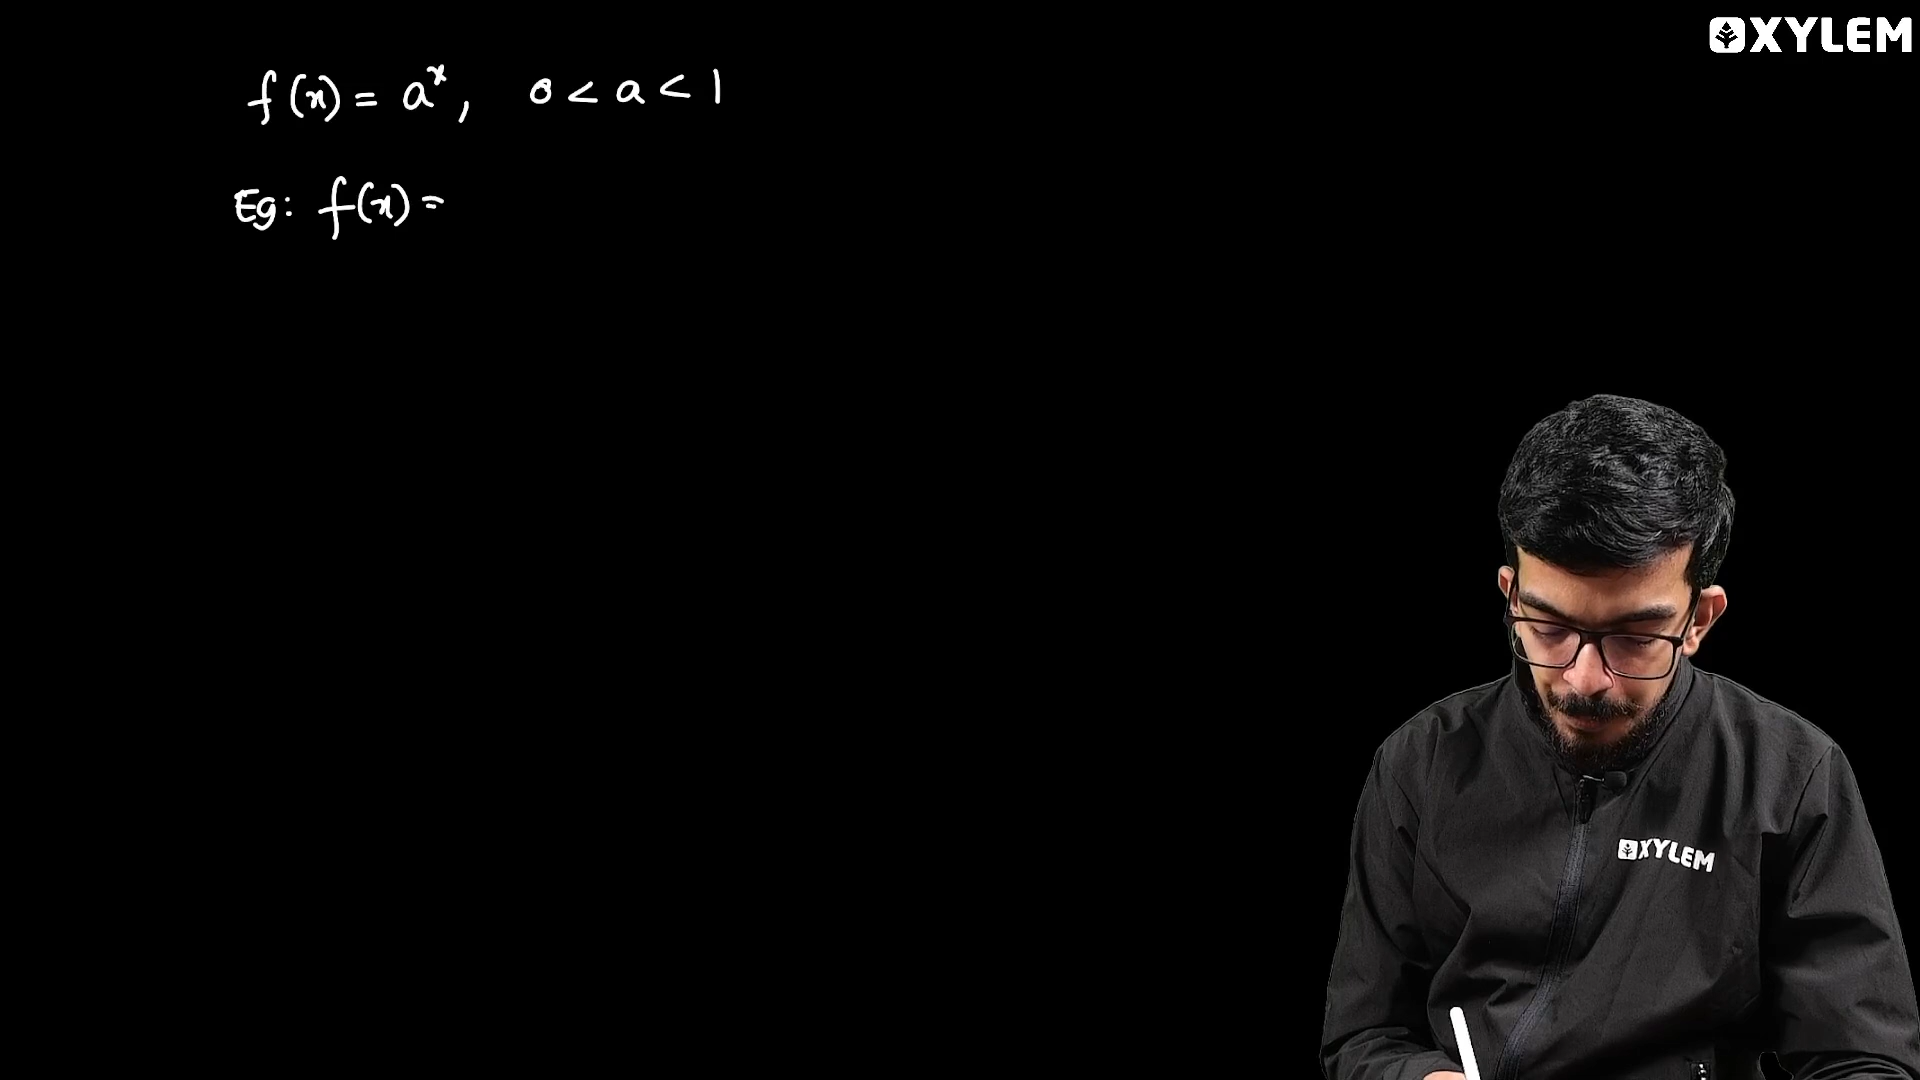 XYLEM
f(x) = a^x, 0 < a < 1
Eg: f(x) =
XYLEM